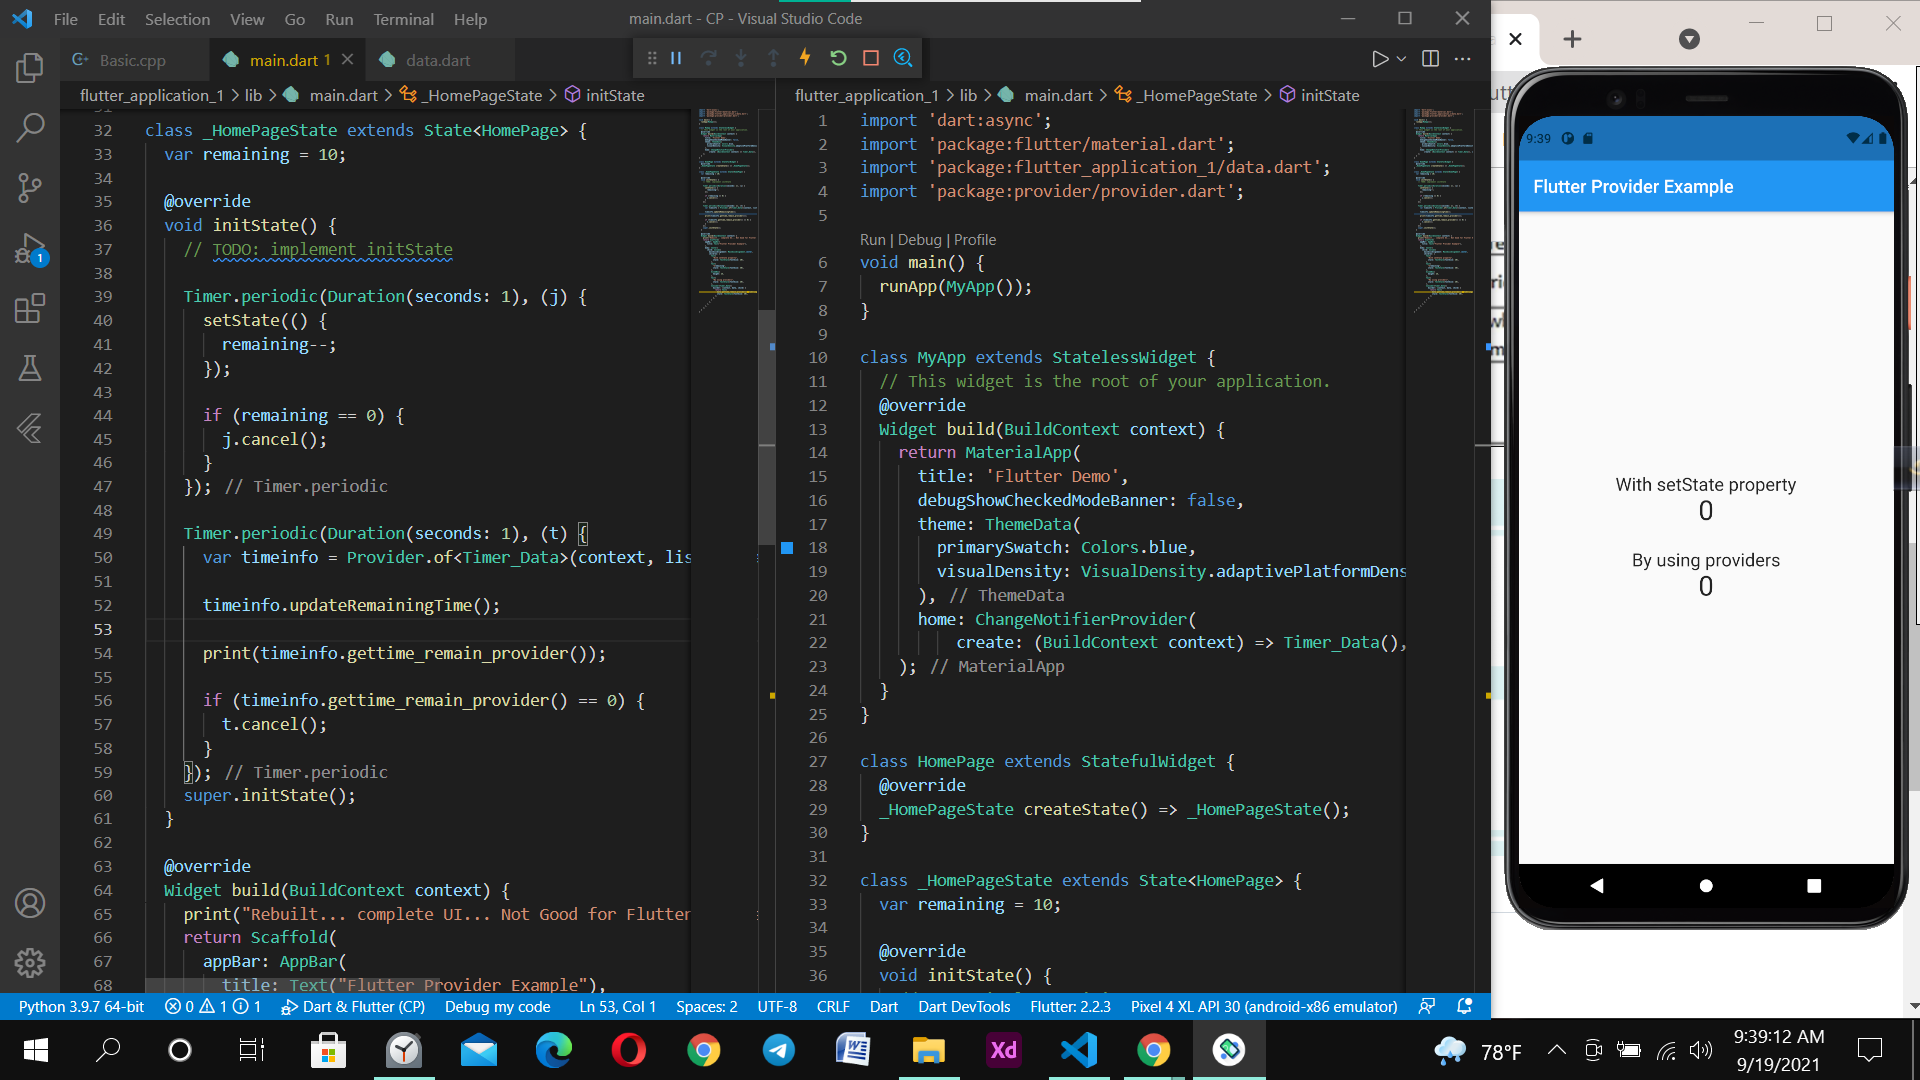 File Edit Selection View Go Run Terminal Help
main.dart - CP - Visual Studio Code
Basic.cpp
main.dart 1
data.dart
flutter_application_1 > lib > main.dart > _HomePageState > initState
32 class _HomePageState extends State<HomePage> {
33 var remaining = 10;
34
35 @override
36 void initState() {
37 // TODO: implement initState
38
39 Timer.periodic(Duration(seconds: 1), (j) {
40 setState(() {
41 remaining--;
42 });
43
44 if (remaining == 0) {
45 j.cancel();
46 }
47 }); // Timer.periodic
48
49 Timer.periodic(Duration(seconds: 1), (t) {
50 var timeinfo = Provider.of<Timer_Data>(context, lis
51
52 timeinfo.updateRemainingTime();
53
54 print(timeinfo.gettime_remain_provider());
55
56 if (timeinfo.gettime_remain_provider() == 0) {
57 t.cancel();
58 }
59 }); // Timer.periodic
60 super.initState();
61 }
62
63 @override
64 Widget build(BuildContext context) {
65 print("Rebuilt... complete UI... Not Good for Flutter
66 return Scaffold(
67 appBar: AppBar(
68 title: Text("Flutter Provider Example"),
flutter_application_1 > lib > main.dart > _HomePageState > initState
1 import 'dart:async';
2 import 'package:flutter/material.dart';
3 import 'package:flutter_application_1/data.dart';
4 import 'package:provider/provider.dart';
5
Run | Debug | Profile
6 void main() {
7 runApp(MyApp());
8 }
9
10 class MyApp extends StatelessWidget {
11 // This widget is the root of your application.
12 @override
13 Widget build(BuildContext context) {
14 return MaterialApp(
15 title: 'Flutter Demo',
16 debugShowCheckedModeBanner: false,
17 theme: ThemeData(
18 primarySwatch: Colors.blue,
19 visualDensity: VisualDensity.adaptivePlatformDens
20 ), // ThemeData
21 home: ChangeNotifierProvider(
22 create: (BuildContext context) => Timer_Data(),
23 ); // MaterialApp
24 }
25 }
26
27 class HomePage extends StatefulWidget {
28 @override
29 _HomePageState createState() => _HomePageState();
30 }
31
32 class _HomePageState extends State<HomePage> {
33 var remaining = 10;
34
35 @override
36 void initState() {
9:39
Flutter Provider Example
With setState property
0
By using providers
0
1
Python 3.9.7 64-bit 0 1 1 Dart & Flutter (CP) Debug my code Ln 53, Col 1 Spaces: 2 UTF-8 CRLF Dart Dart DevTools Flutter: 2.2.3 Pixel 4 XL API 30 (android-x86 emulator)
Xd
78°F
9:39:12 AM
9/19/2021